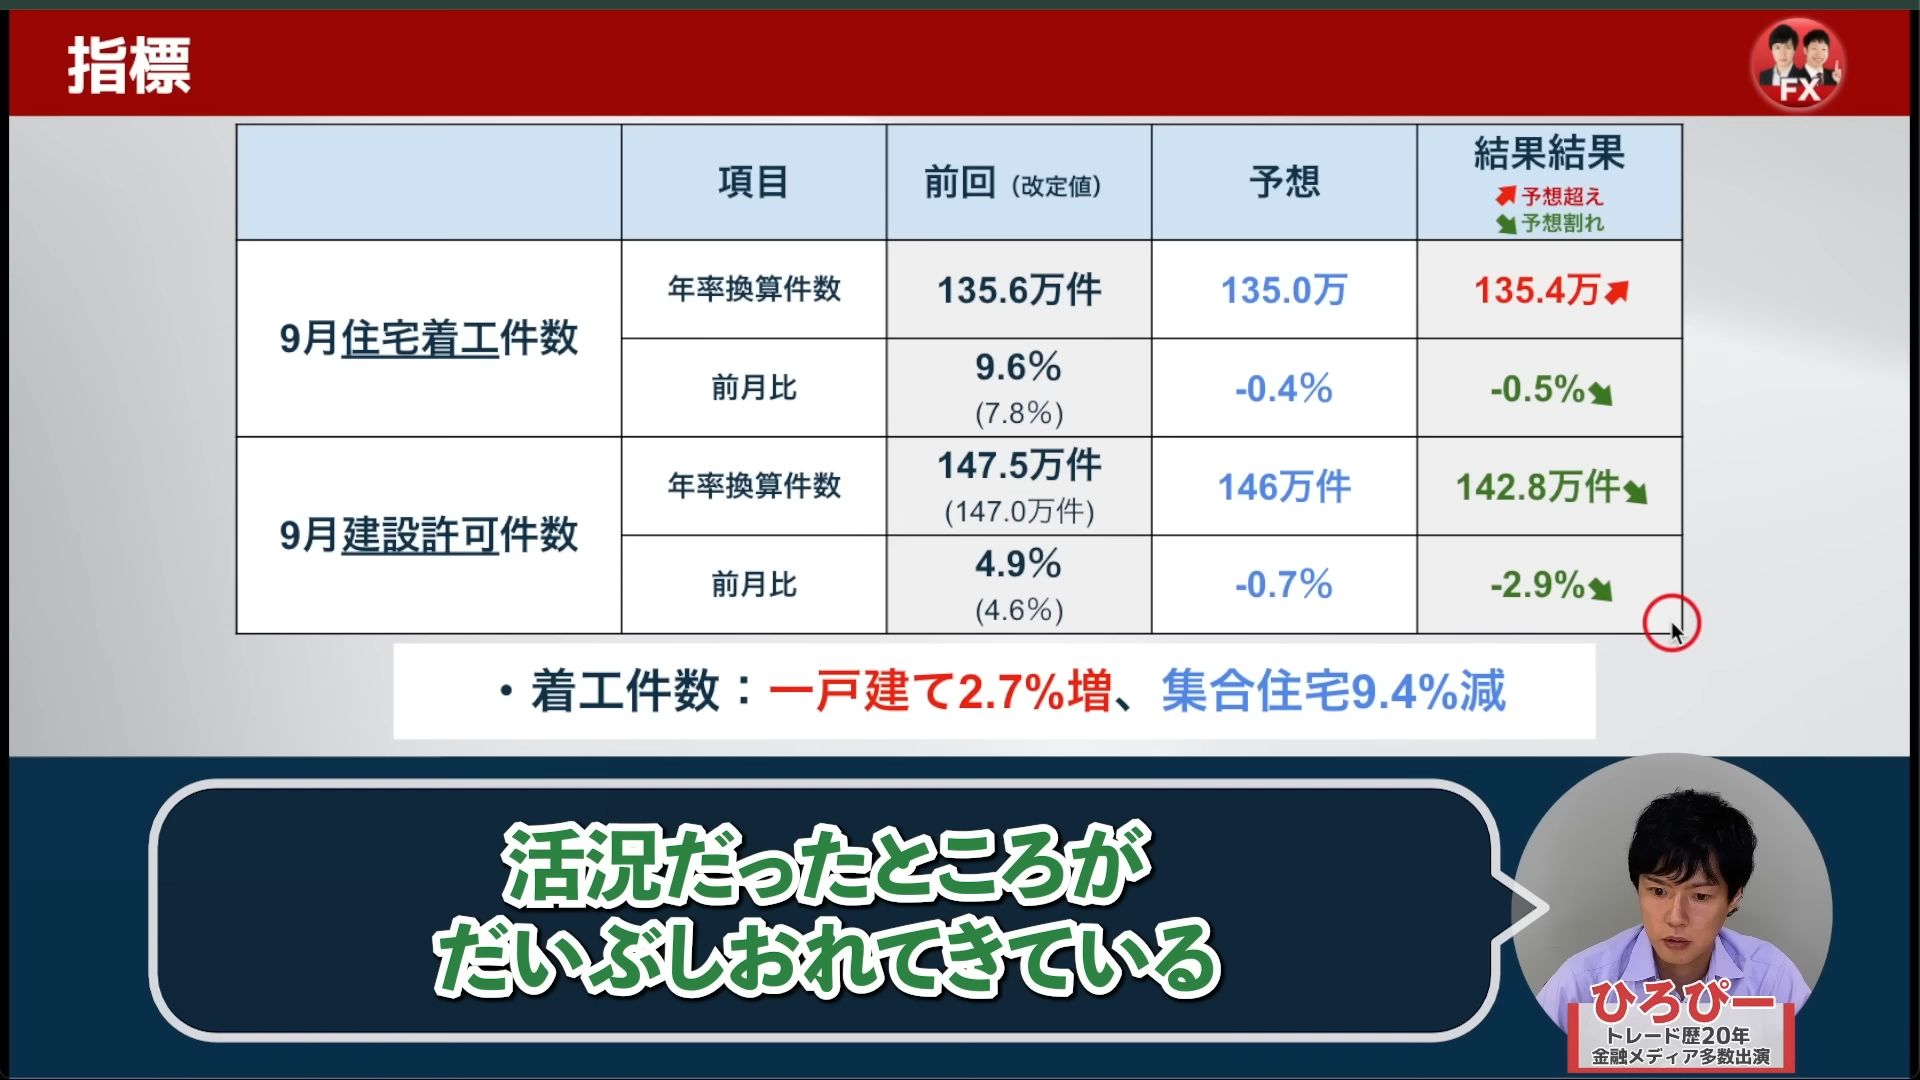 指標
FX
項目
前回（改定値）
予想
結果結果
予想超え
予想割れ
9月住宅着工件数
年率換算件数
135.6万件
135.0万
135.4万
前月比
9.6%
(7.8%)
-0.4%
-0.5%
9月建設許可件数
年率換算件数
147.5万件
(147.0万件)
146万件
142.8万件
前月比
4.9%
(4.6%)
-0.7%
-2.9%
・着工件数：一戸建て2.7%増、集合住宅9.4%減
活況だったところが
だいぶしおれてきている
ひろぴー
トレード歴20年
金融メディア多数出演